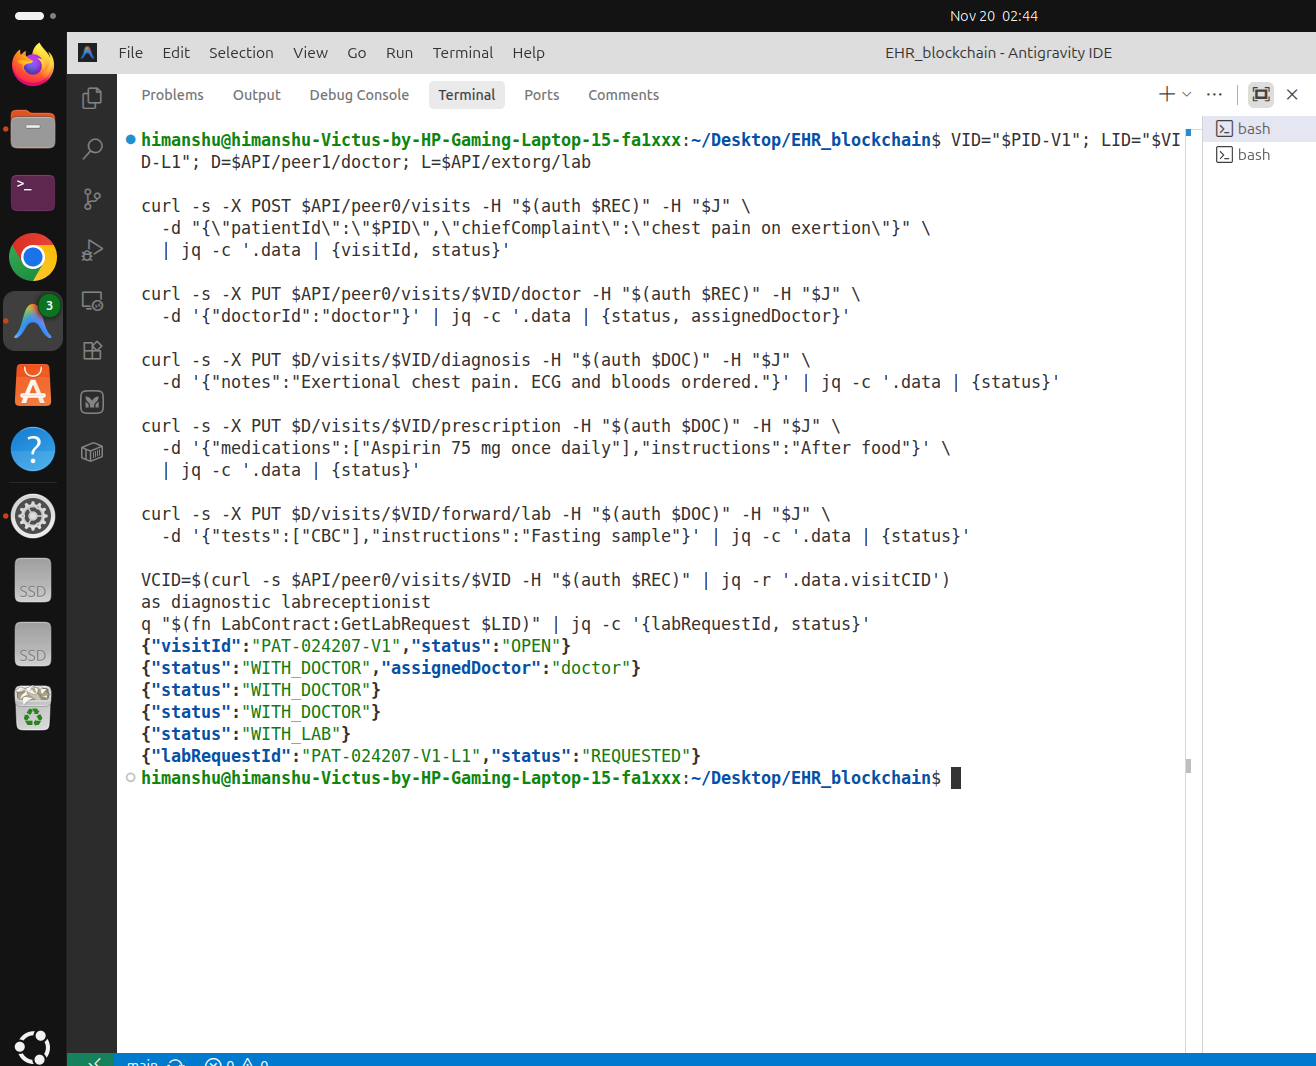 Nov 20 02:44
File Edit Selection View Go Run Terminal Help
EHR_blockchain - Antigravity IDE
Problems Output Debug Console Terminal Ports Comments
bash
bash
himanshu@himanshu-Victus-by-HP-Gaming-Laptop-15-fa1xxx:~/Desktop/EHR_blockchain$ VID="$PID-V1"; LID="$VI
D-L1"; D=$API/peer1/doctor; L=$API/extorg/lab
curl -s -X POST $API/peer0/visits -H "$(auth $REC)" -H "$J" \
-d "{\"patientId\":\"$PID\",\"chiefComplaint\":\"chest pain on exertion\"}" \
| jq -c '.data | {visitId, status}'
curl -s -X PUT $API/peer0/visits/$VID/doctor -H "$(auth $REC)" -H "$J" \
-d '{"doctorId":"doctor"}' | jq -c '.data | {status, assignedDoctor}'
curl -s -X PUT $D/visits/$VID/diagnosis -H "$(auth $DOC)" -H "$J" \
-d '{"notes":"Exertional chest pain. ECG and bloods ordered."}' | jq -c '.data | {status}'
curl -s -X PUT $D/visits/$VID/prescription -H "$(auth $DOC)" -H "$J" \
-d '{"medications":["Aspirin 75 mg once daily"],"instructions":"After food"}' \
| jq -c '.data | {status}'
curl -s -X PUT $D/visits/$VID/forward/lab -H "$(auth $DOC)" -H "$J" \
-d '{"tests":["CBC"],"instructions":"Fasting sample"}' | jq -c '.data | {status}'
VCID=$(curl -s $API/peer0/visits/$VID -H "$(auth $REC)" | jq -r '.data.visitCID')
as diagnostic labreceptionist
q "$(fn LabContract:GetLabRequest $LID)" | jq -c '{labRequestId, status}'
{"visitId":"PAT-024207-V1","status":"OPEN"}
{"status":"WITH_DOCTOR","assignedDoctor":"doctor"}
{"status":"WITH_DOCTOR"}
{"status":"WITH_DOCTOR"}
{"status":"WITH_LAB"}
{"labRequestId":"PAT-024207-V1-L1","status":"REQUESTED"}
himanshu@himanshu-Victus-by-HP-Gaming-Laptop-15-fa1xxx:~/Desktop/EHR_blockchain$
3
SSD
SSD
main 0 0